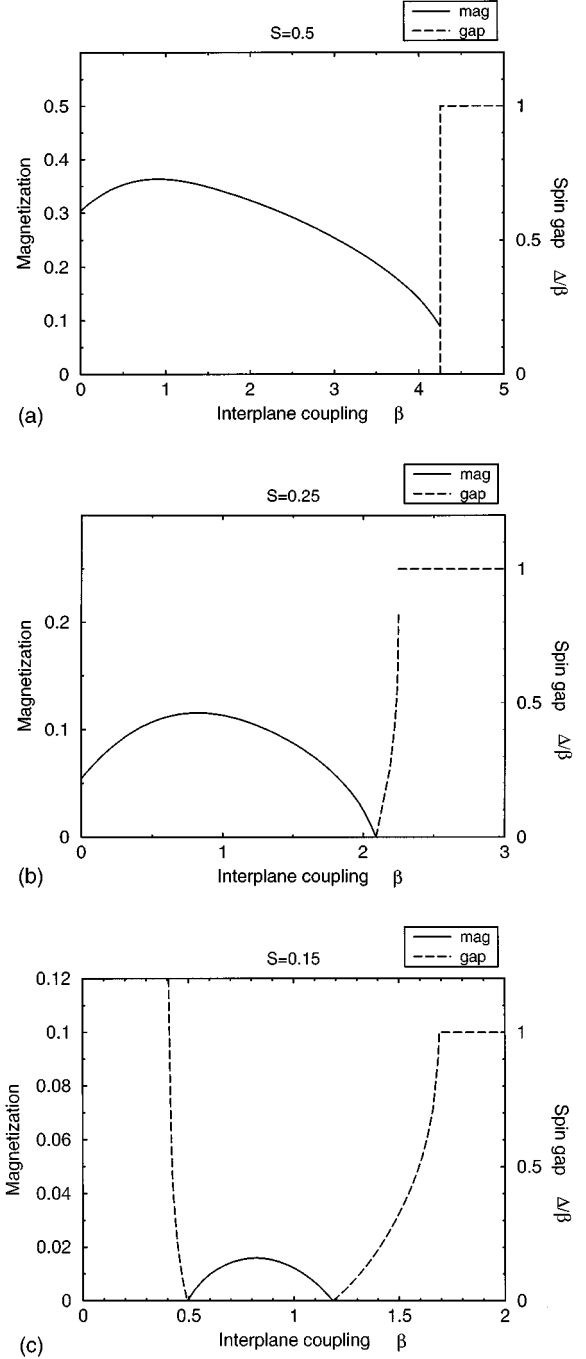 S=0.5
mag
gap
0.5
0.4
0.3
0.2
0.1
0
1
0.5
0
Magnetization
Spin gap Δ/β
0 1 2 3 4 5
(a) Interplane coupling β
S=0.25
mag
gap
0.2
0.1
0
1
0.5
0
Magnetization
Spin gap Δ/β
0 1 2 3
(b) Interplane coupling β
S=0.15
mag
gap
0.12
0.1
0.08
0.06
0.04
0.02
0
1
0.5
0
Magnetization
Spin gap Δ/β
0 0.5 1 1.5 2
(c) Interplane coupling β